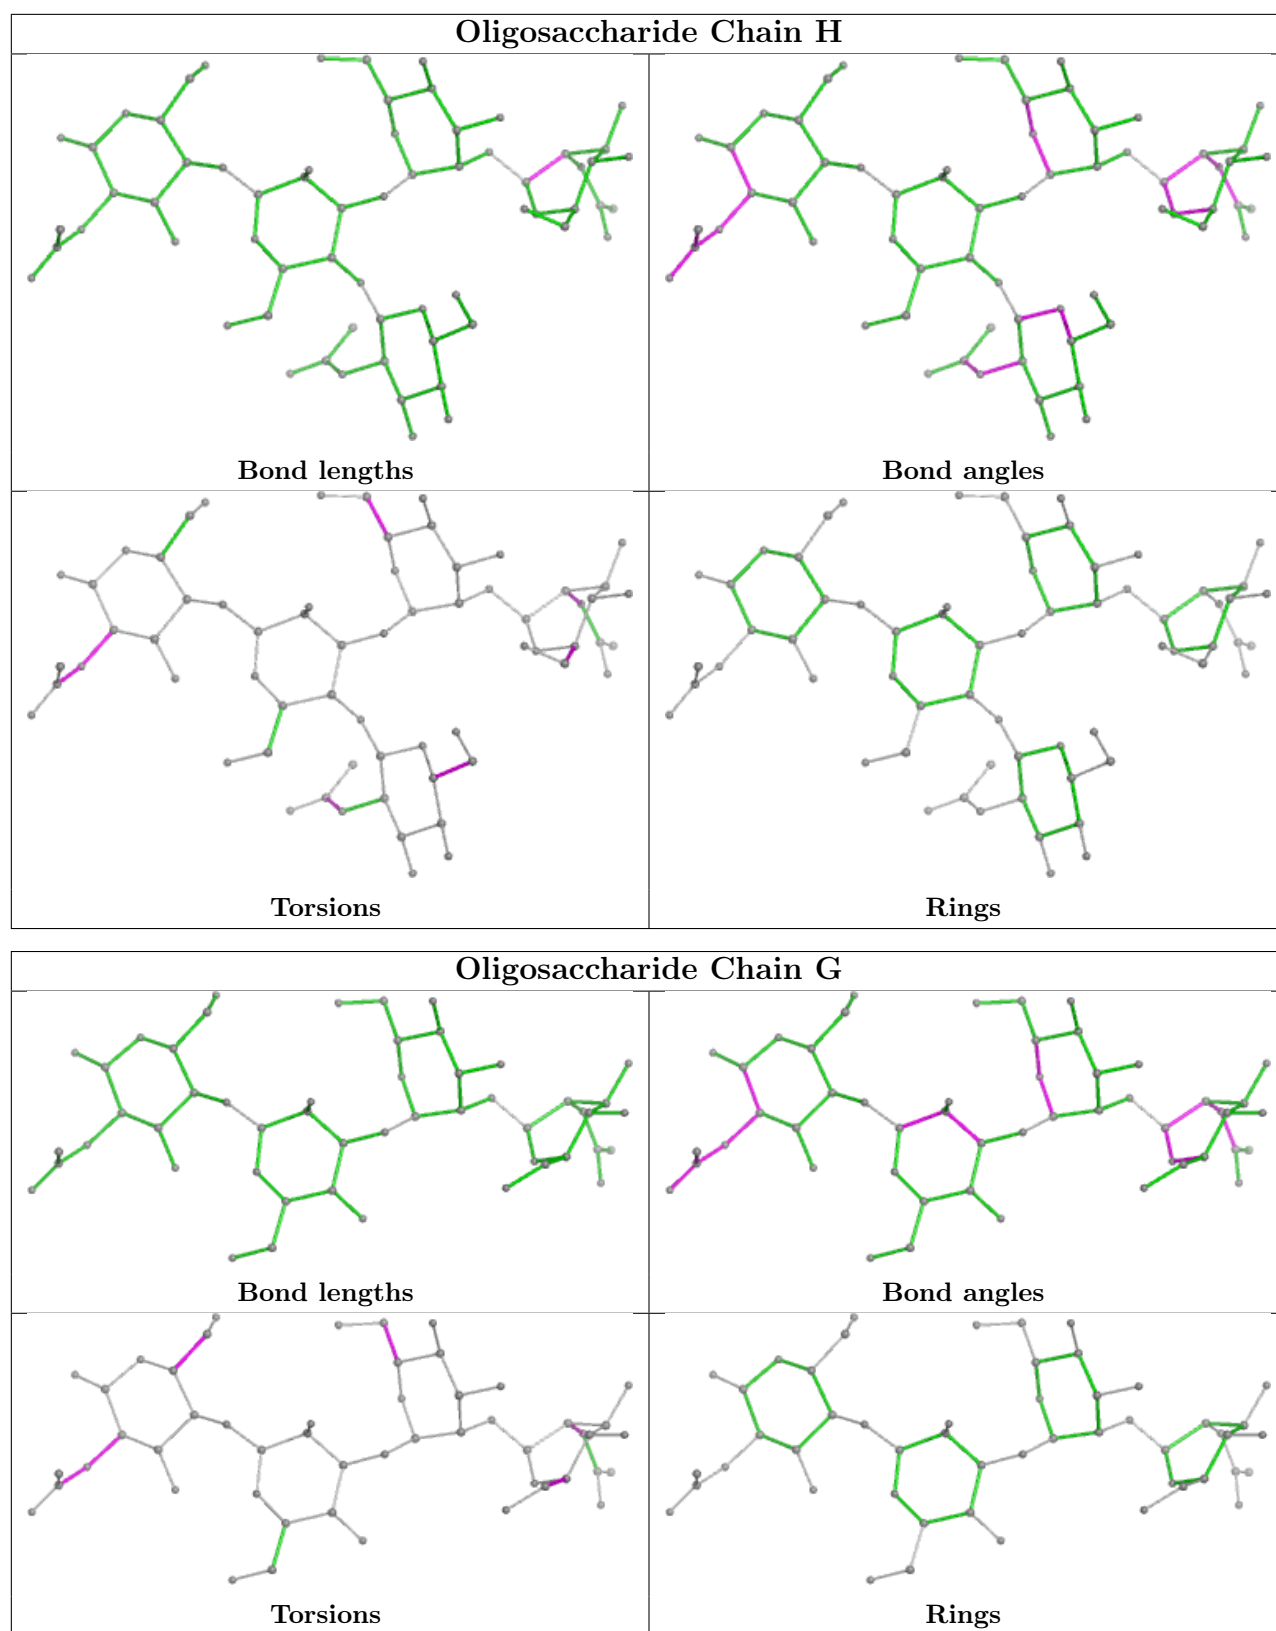 Oligosaccharide Chain H
Bond lengths
Bond angles
Torsions
Rings
Oligosaccharide Chain G
Bond lengths
Bond angles
Torsions
Rings